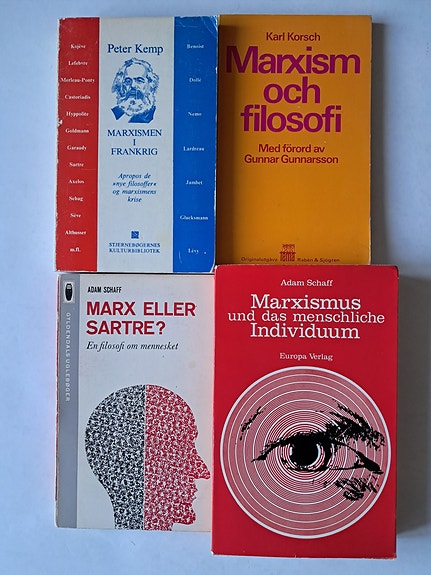 Kojève
Lefebvre
Merleau-Ponty
Castoriadis
Hyppolite
Goldmann
Garaudy
Sartre
Axelos
Sebag
Sève
Althusser
m.fl.
Peter Kemp
MARXISMEN
I
FRANKRIG
Apropos de
»nye filosoffer«
og marxismens
krise
STJERNEBØGERNES
KULTURBIBLIOTEK
Benoist
Dollé
Nemo
Lardreau
Jambet
Glucksmann
Lévy
Karl Korsch
Marxism
och
filosofi
Med förord av
Gunnar Gunnarsson
Originalutgåva
Rabén & Sjögren
GYLDENDALS UGLEBØGER
ADAM SCHAFF
MARX ELLER
SARTRE?
En filosofi om mennesket
Adam Schaff
Marxismus
und das menschliche
Individuum
Europa Verlag